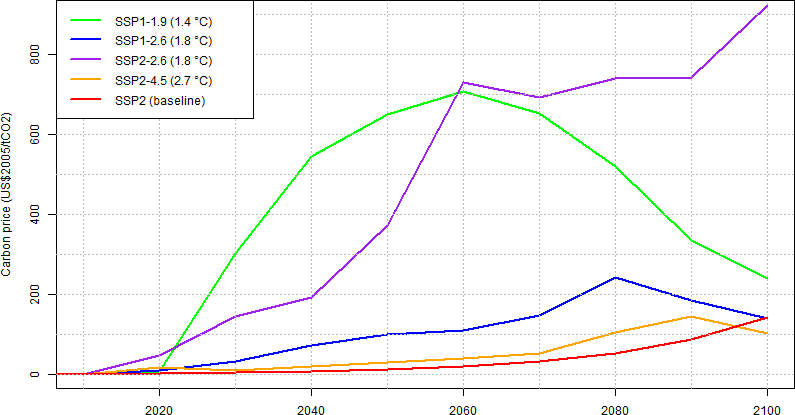 SSP1-1.9 (1.4 °C)
SSP1-2.6 (1.8 °C)
SSP2-2.6 (1.8 °C)
SSP2-4.5 (2.7 °C)
SSP2 (baseline)
Carbon price (US$2005/tCO2)
800
600
400
200
0
2020 2040 2060 2080 2100